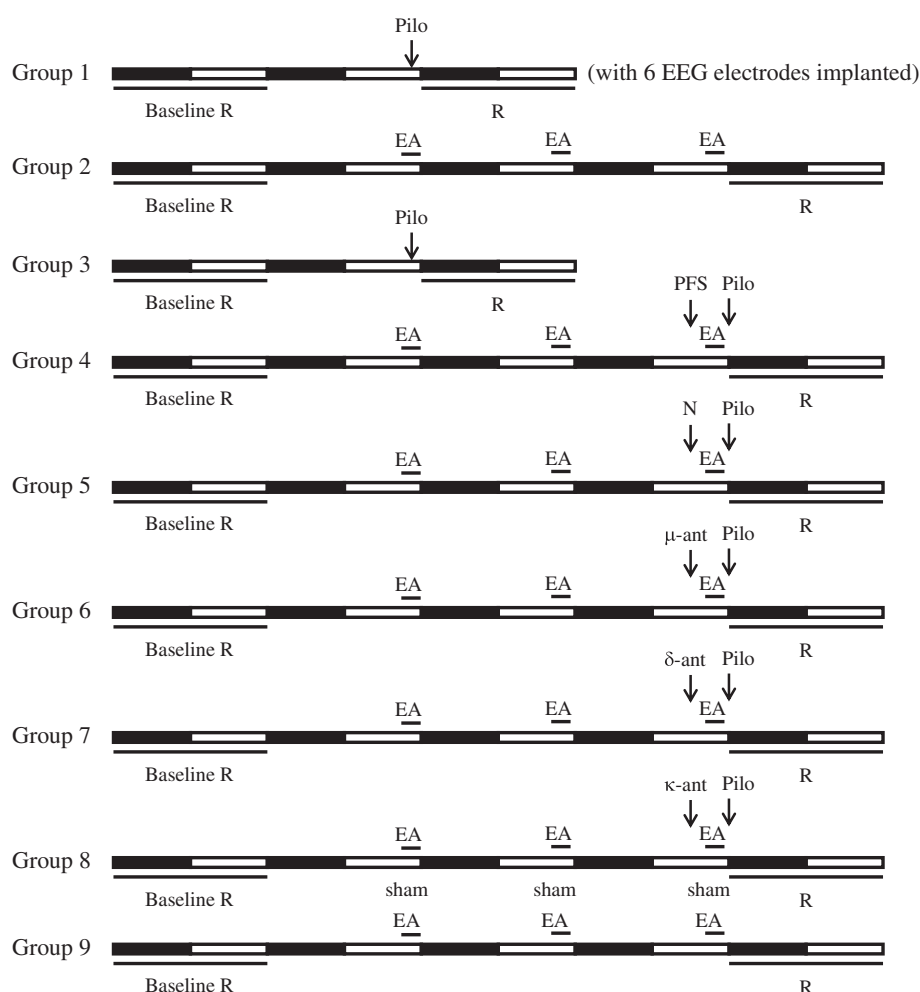 Pilo
Group 1 (with 6 EEG electrodes implanted)
Baseline R R
EA EA EA
Group 2
Baseline R R
Pilo
Group 3
Baseline R R
PFS Pilo
EA EA EA
Group 4
Baseline R R
N Pilo
EA EA EA
Group 5
Baseline R R
μ-ant Pilo
EA EA EA
Group 6
Baseline R R
δ-ant Pilo
EA EA EA
Group 7
Baseline R R
κ-ant Pilo
EA EA EA
Group 8
Baseline R R
sham sham sham
EA EA EA
Group 9
Baseline R R